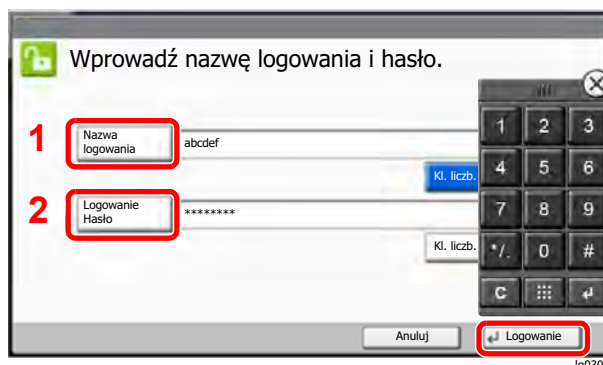 Wprowadź nazwę logowania i hasło.
1
Nazwa
logowania
abcdef
Kl. liczb.
2
Logowanie
Hasło
********
Kl. liczb.
1 2 3
4 5 6
7 8 9
*/. 0 #
C
Anuluj
Logowanie